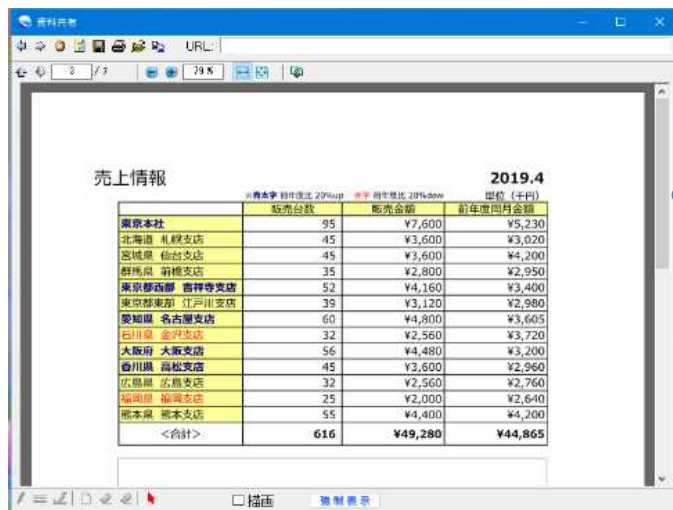 資料共有
URL:
3 / 7 79 %
売上情報 2019.4
※青太字 前年度比 20%up 赤字 前年度比 20%dow 単位（千円）
販売台数 販売金額 前年度同月金額
東京本社 95 ¥7,600 ¥5,230
北海道 札幌支店 45 ¥3,600 ¥3,020
宮城県 仙台支店 45 ¥3,600 ¥4,200
群馬県 前橋支店 35 ¥2,800 ¥2,950
東京都西部 吉祥寺支店 52 ¥4,160 ¥3,400
東京都東部 江戸川支店 39 ¥3,120 ¥2,980
愛知県 名古屋支店 60 ¥4,800 ¥3,605
石川県 金沢支店 32 ¥2,560 ¥3,720
大阪府 大阪支店 56 ¥4,480 ¥3,200
香川県 高松支店 45 ¥3,600 ¥2,960
広島県 広島支店 32 ¥2,560 ¥2,760
福岡県 福岡支店 25 ¥2,000 ¥2,640
熊本県 熊本支店 55 ¥4,400 ¥4,200
＜合計＞ 616 ¥49,280 ¥44,865
描画 強制表示